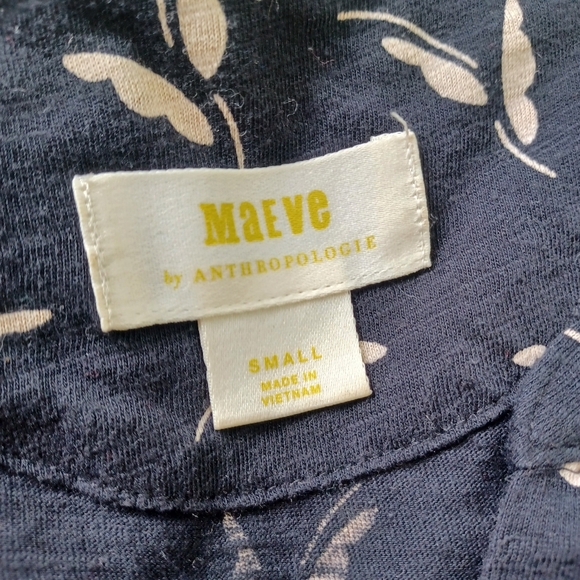 MaEVe
by ANTHROPOLOGIE
SMALL
MADE IN
VIETNAM